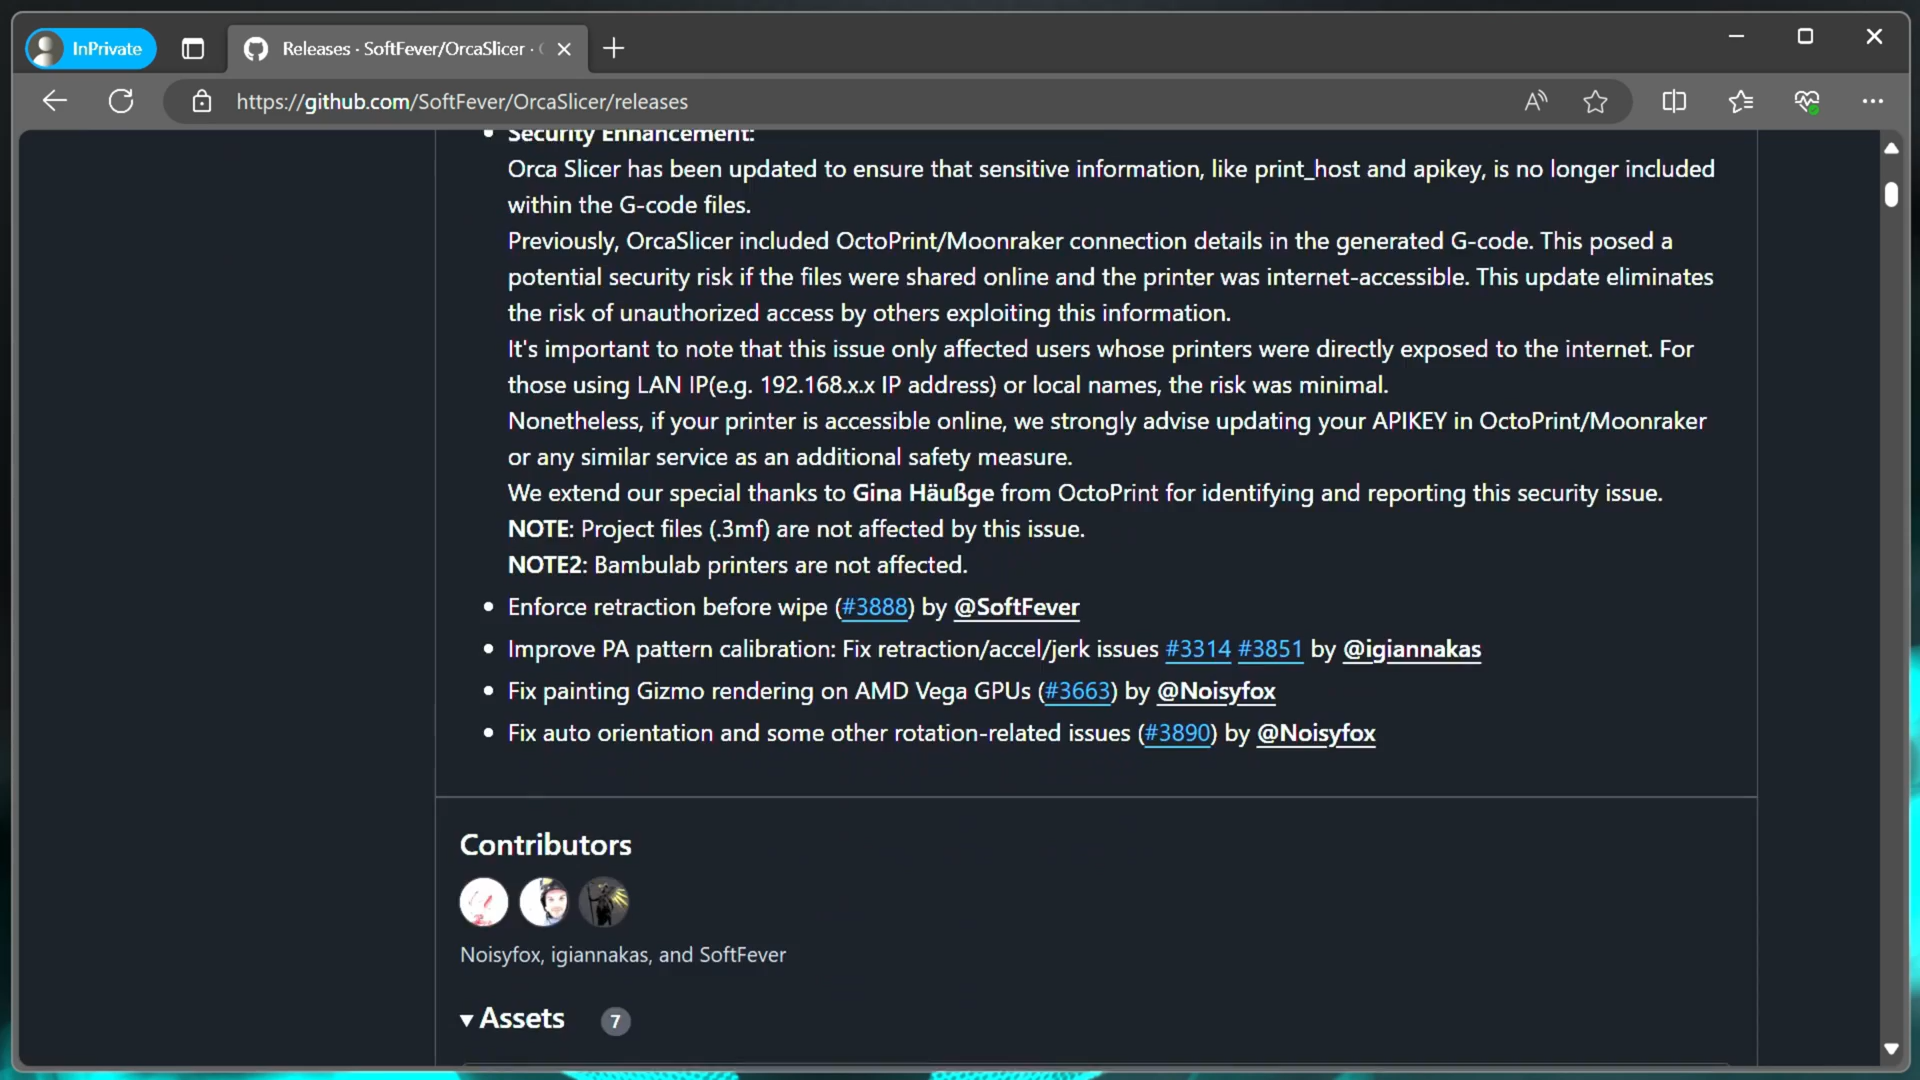 InPrivate
Releases · SoftFever/OrcaSlicer ·
https://github.com/SoftFever/OrcaSlicer/releases
Security Enhancement:
Orca Slicer has been updated to ensure that sensitive information, like print_host and apikey, is no longer included
within the G-code files.
Previously, OrcaSlicer included OctoPrint/Moonraker connection details in the generated G-code. This posed a
potential security risk if the files were shared online and the printer was internet-accessible. This update eliminates
the risk of unauthorized access by others exploiting this information.
It's important to note that this issue only affected users whose printers were directly exposed to the internet. For
those using LAN IP(e.g. 192.168.x.x IP address) or local names, the risk was minimal.
Nonetheless, if your printer is accessible online, we strongly advise updating your APIKEY in OctoPrint/Moonraker
or any similar service as an additional safety measure.
We extend our special thanks to Gina Häußge from OctoPrint for identifying and reporting this security issue.
NOTE: Project files (.3mf) are not affected by this issue.
NOTE2: Bambulab printers are not affected.
• Enforce retraction before wipe (#3888) by @SoftFever
• Improve PA pattern calibration: Fix retraction/accel/jerk issues #3314 #3851 by @igiannakas
• Fix painting Gizmo rendering on AMD Vega GPUs (#3663) by @Noisyfox
• Fix auto orientation and some other rotation-related issues (#3890) by @Noisyfox
Contributors
Noisyfox, igiannakas, and SoftFever
Assets 7